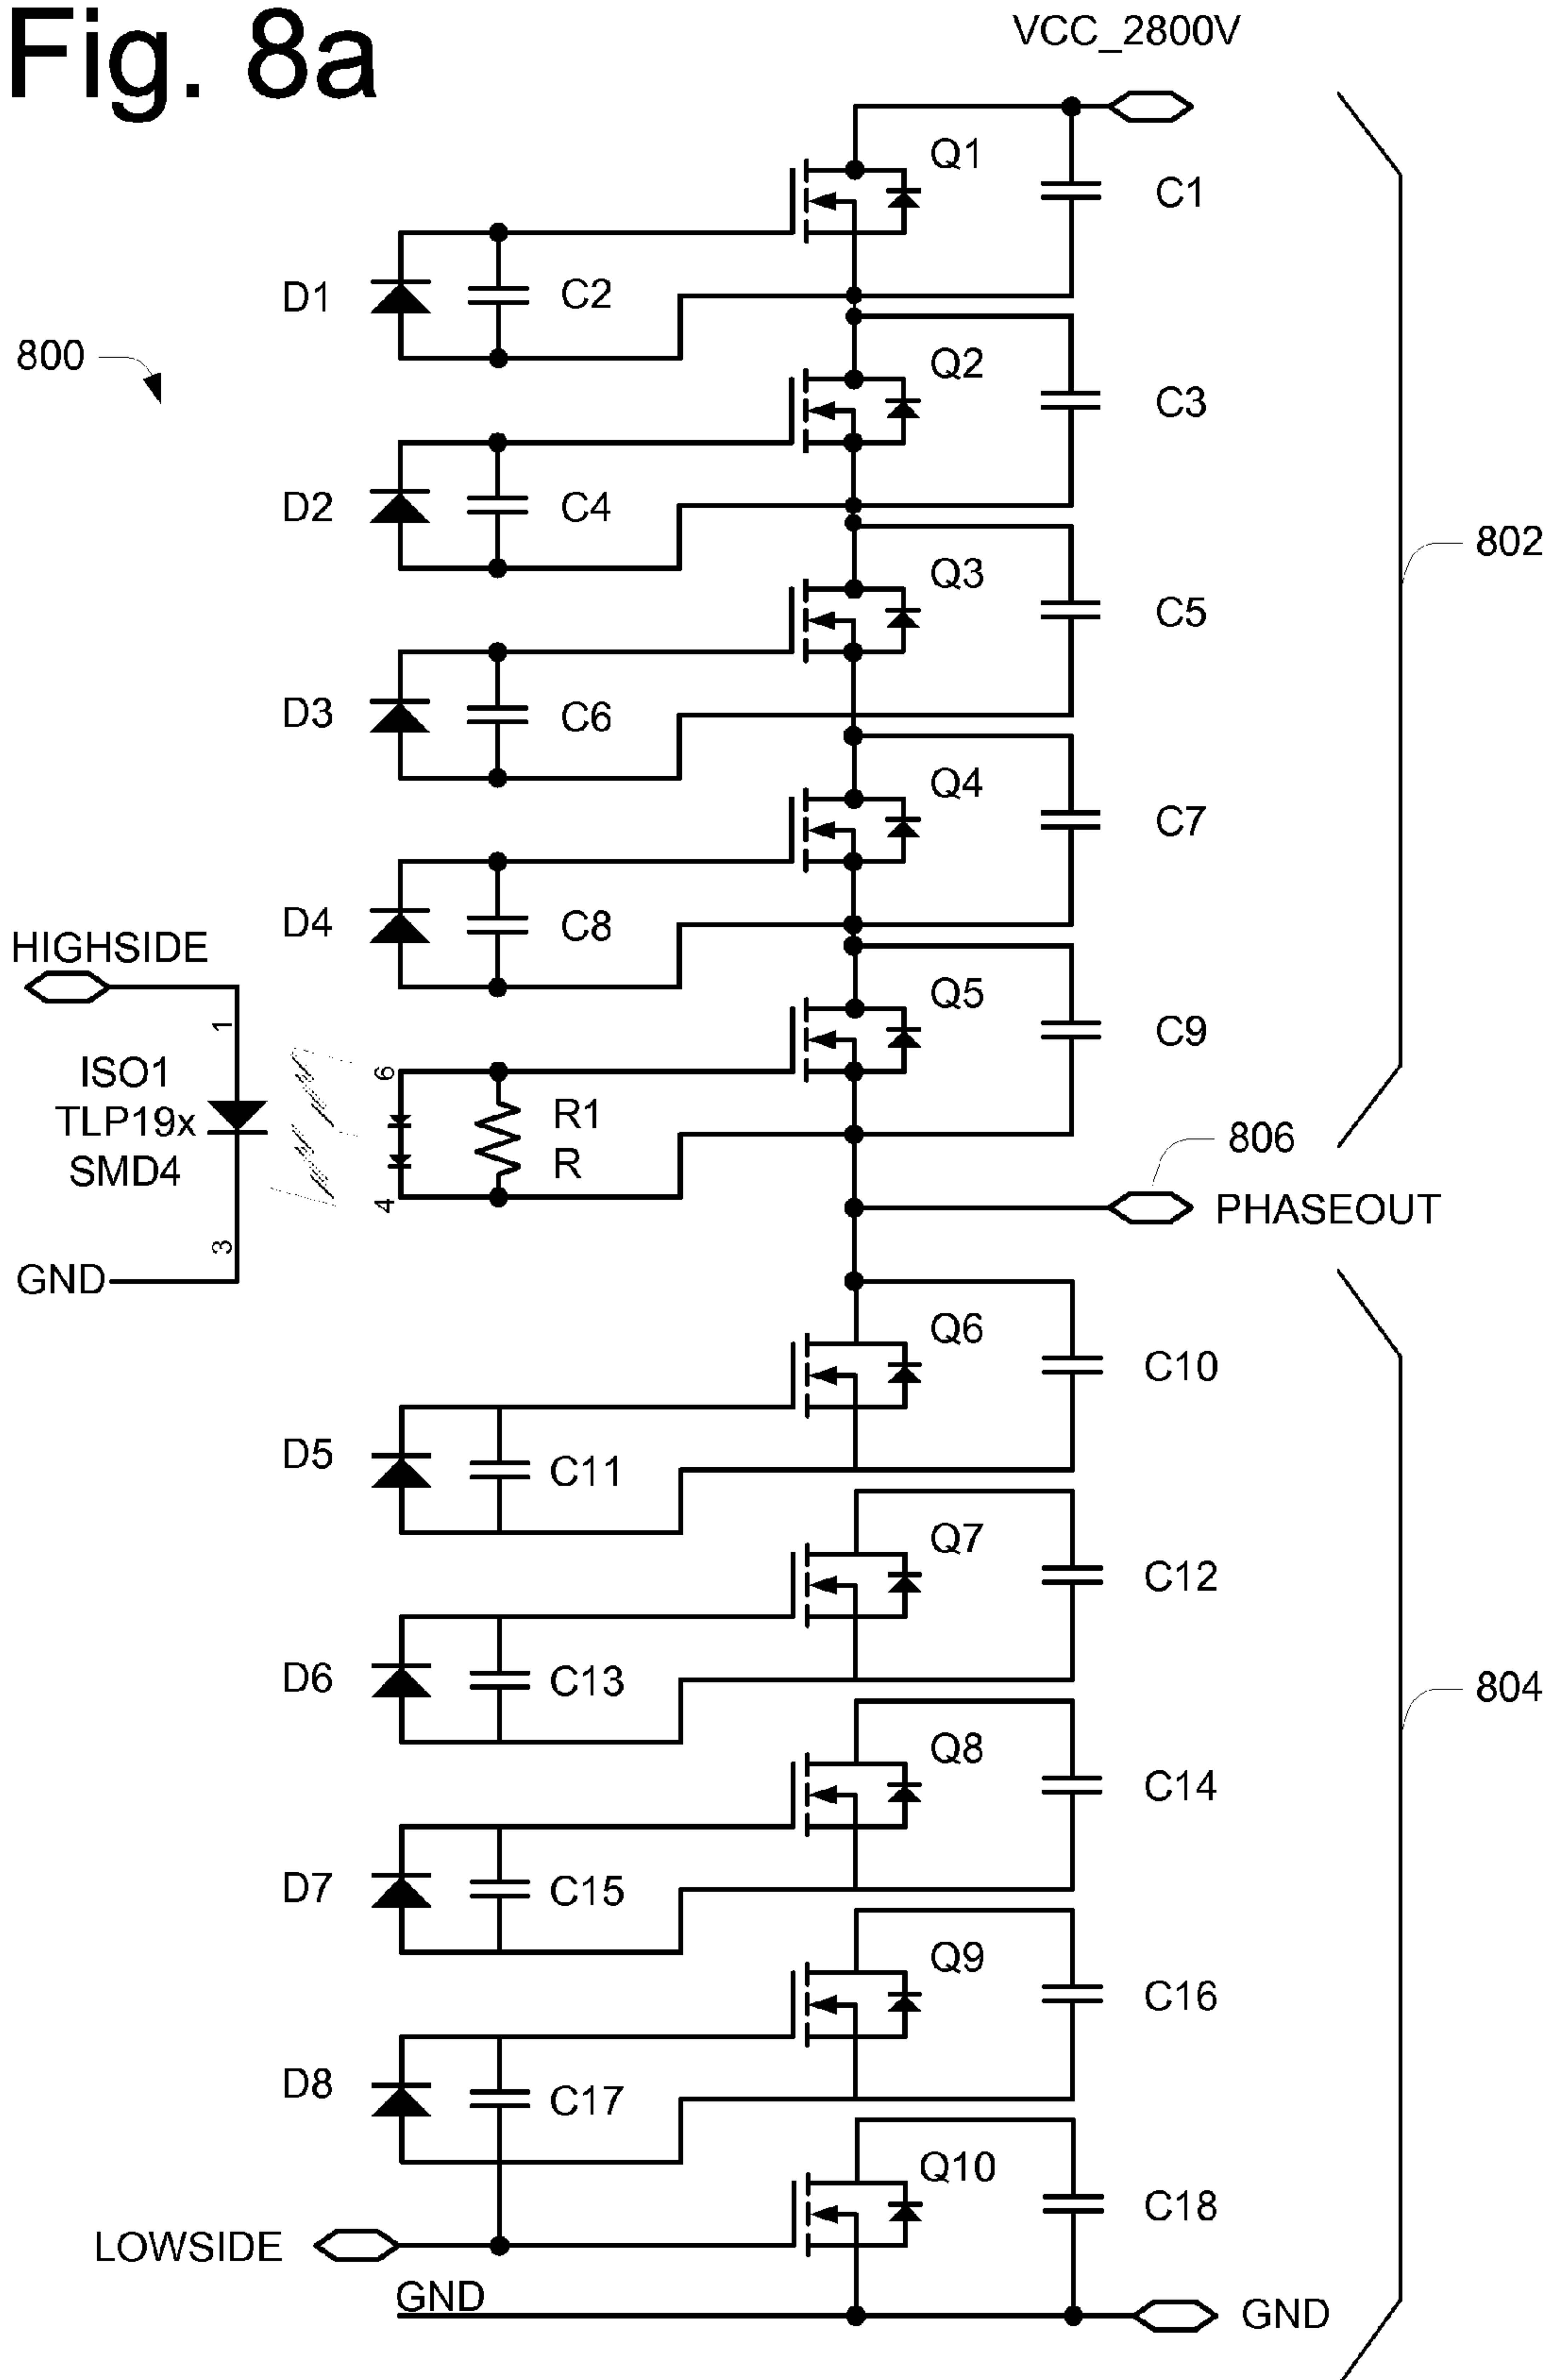 Fig. 8a
VCC_2800V
Q1
C1
D1
C2
800
Q2
C3
D2
C4
802
Q3
C5
D3
C6
Q4
C7
D4
C8
HIGHSIDE
Q5
C9
1
ISO1
TLP19x
SMD4
6
R1
R
4
3
806
PHASEOUT
GND
Q6
C10
D5
C11
Q7
C12
D6
C13
804
Q8
C14
D7
C15
Q9
C16
D8
C17
Q10
C18
LOWSIDE
GND
GND